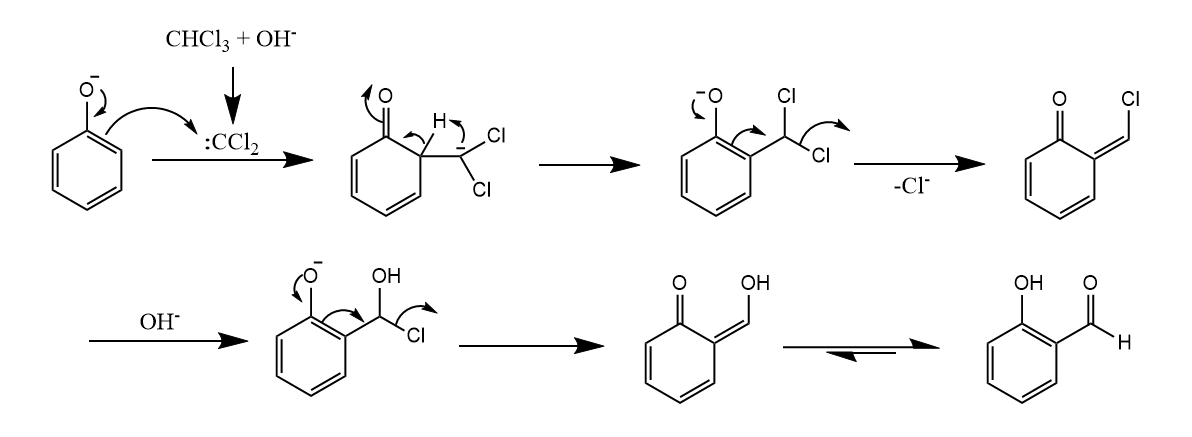 CHCl3 + OH-
O-
:CCl2
O
H
-
Cl
Cl
-O
Cl
Cl
-Cl-
O
Cl
OH-
O-
OH
Cl
O
OH
OH
O
H